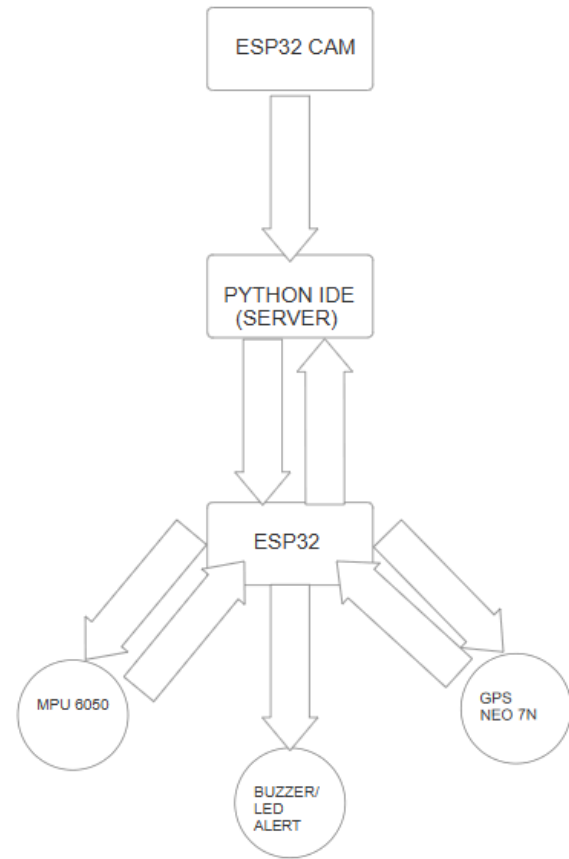 ESP32 CAM
PYTHON IDE
(SERVER)
ESP32
MPU 6050
GPS
NEO 7N
BUZZER/
LED
ALERT